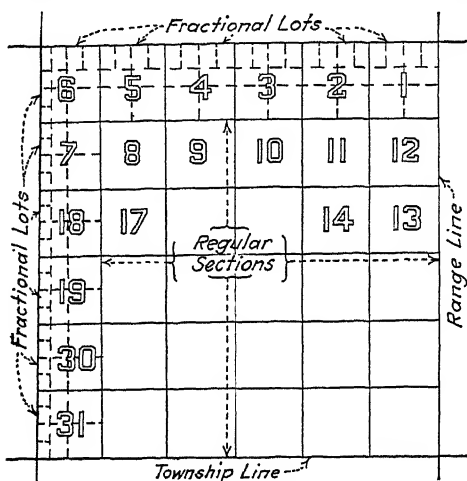 Fractional Lots
6 5 4 3 2 1
7 8 9 10 11 12
18 17 14 13
Regular
Sections
19
30
31
Fractional Lots
Range Line
Township Line